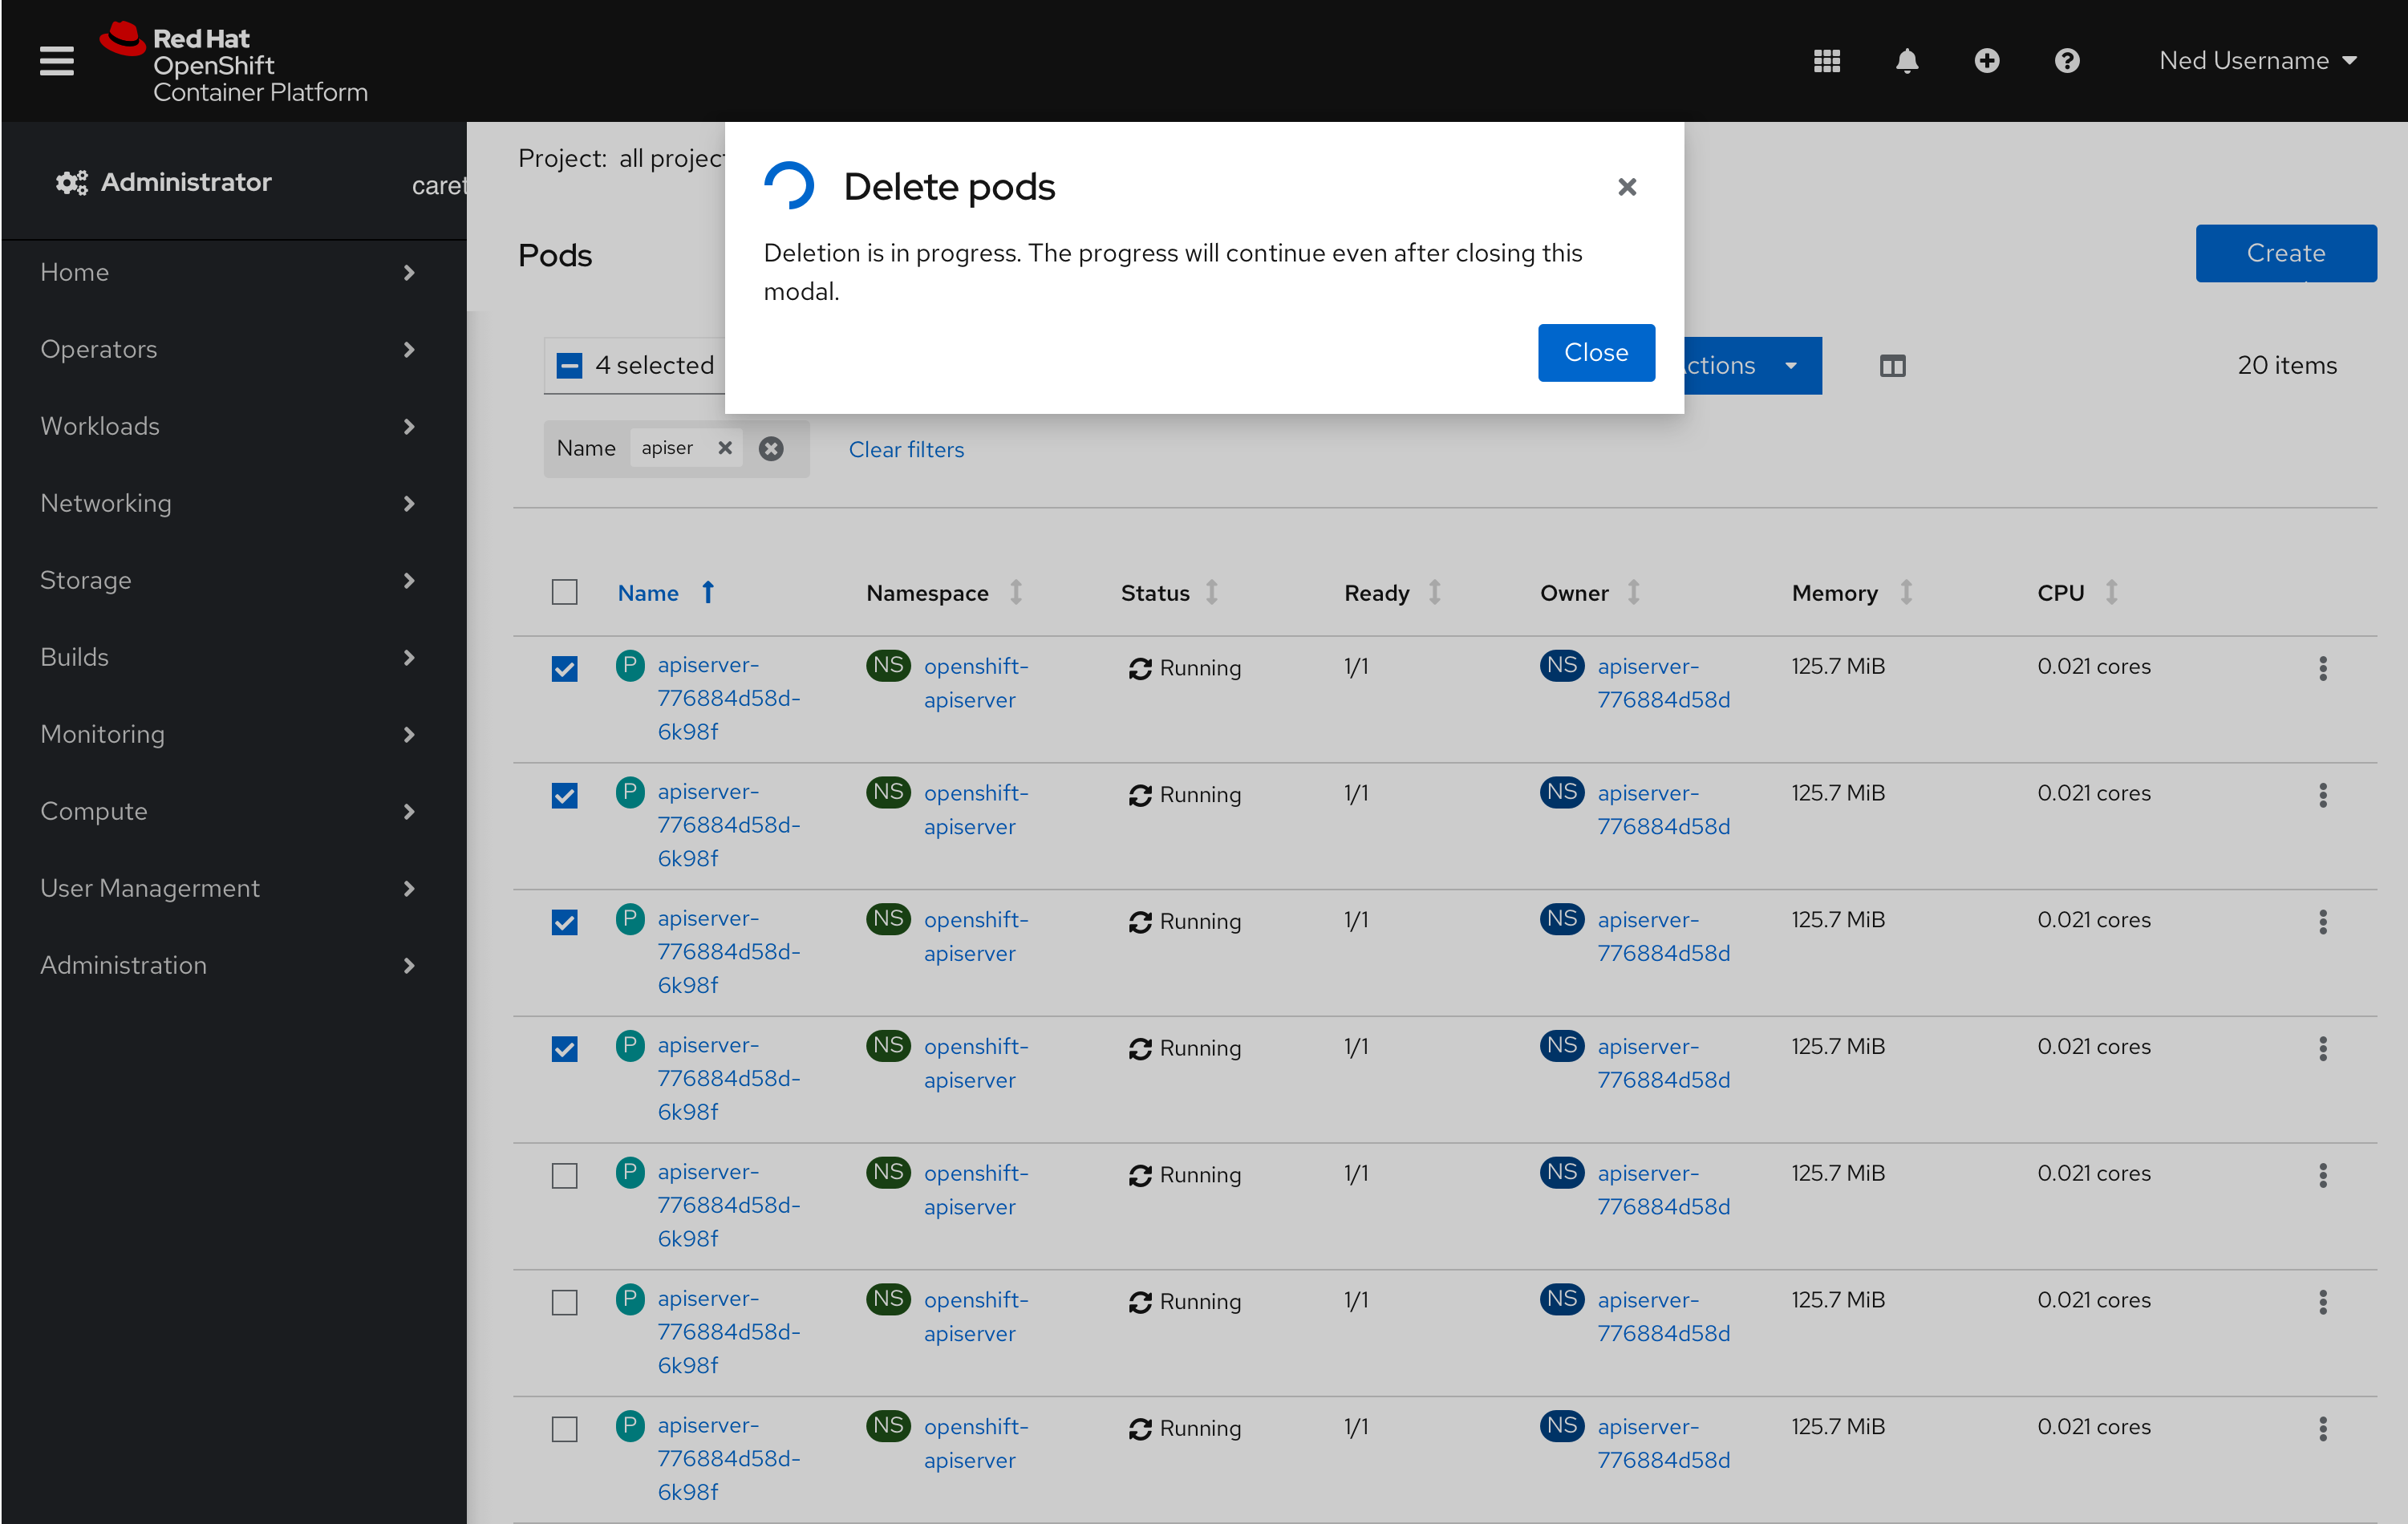 Red Hat
OpenShift
Container Platform
Ned Username
Administrator
caret
Home
Operators
Workloads
Networking
Storage
Builds
Monitoring
Compute
User Managerment
Administration
Project: all project
Pods
Create
Delete pods
Deletion is in progress. The progress will continue even after closing this
modal.
Close
4 selected
ctions
20 items
Name apiser
Clear filters
Name Namespace Status Ready Owner Memory CPU
P apiserver- NS openshift- Running 1/1 NS apiserver- 125.7 MiB 0.021 cores
776884d58d- apiserver 776884d58d
6k98f
P apiserver- NS openshift- Running 1/1 NS apiserver- 125.7 MiB 0.021 cores
776884d58d- apiserver 776884d58d
6k98f
P apiserver- NS openshift- Running 1/1 NS apiserver- 125.7 MiB 0.021 cores
776884d58d- apiserver 776884d58d
6k98f
P apiserver- NS openshift- Running 1/1 NS apiserver- 125.7 MiB 0.021 cores
776884d58d- apiserver 776884d58d
6k98f
P apiserver- NS openshift- Running 1/1 NS apiserver- 125.7 MiB 0.021 cores
776884d58d- apiserver 776884d58d
6k98f
P apiserver- NS openshift- Running 1/1 NS apiserver- 125.7 MiB 0.021 cores
776884d58d- apiserver 776884d58d
6k98f
P apiserver- NS openshift- Running 1/1 NS apiserver- 125.7 MiB 0.021 cores
776884d58d- apiserver 776884d58d
6k98f